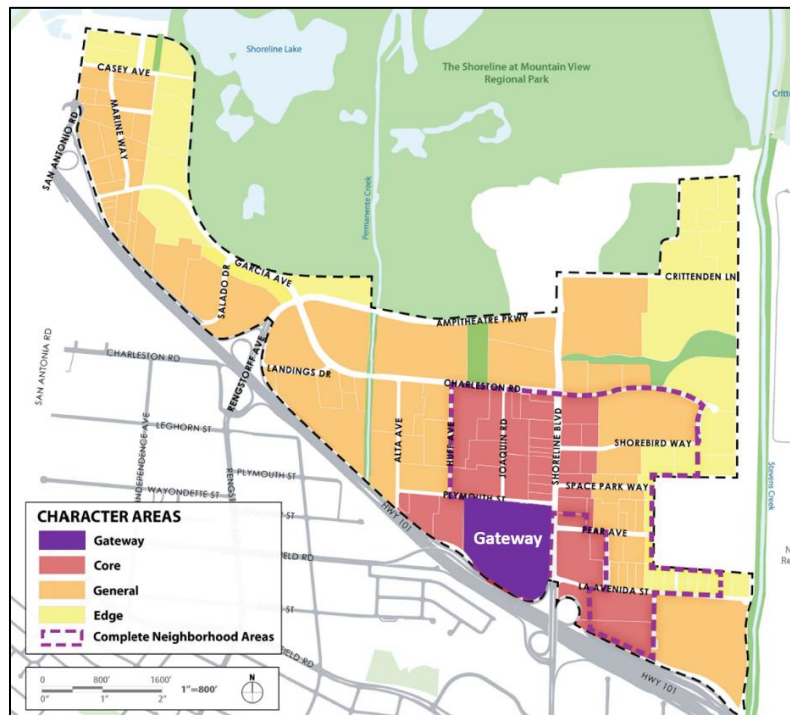 Shoreline Lake
The Shoreline at Mountain View
Regional Park
CASEY AVE
MARINE WAY
SAN ANTONIO RD
Permanente Creek
GARCIA AVE
SALADO DR
CRITTENDEN LN
AMPITHEATRE PKWY
SAN ANTONIA RD
CHARLESTON RD
RENGSTORFF AVE
LANDINGS DR
CHARLESTON RD
INDEPENDENCE AVE
LEGHORN ST
ALTA AVE
HUFF AVE
JOAQUIN RD
SHORELINE BLVD
SHOREBIRD WAY
Stevens Creek
PLYMOUTH ST
RENGS
WAYONDETTE ST
SPACE PARK WAY
PLYMOUTH ST
HWY 101
Gateway
PEAR AVE
LA AVENIDA ST
HWY 101
CHARACTER AREAS
Gateway
Core
General
Edge
Complete Neighborhood Areas
0 800' 1600'
0" 1" 2"
1"=800'
N